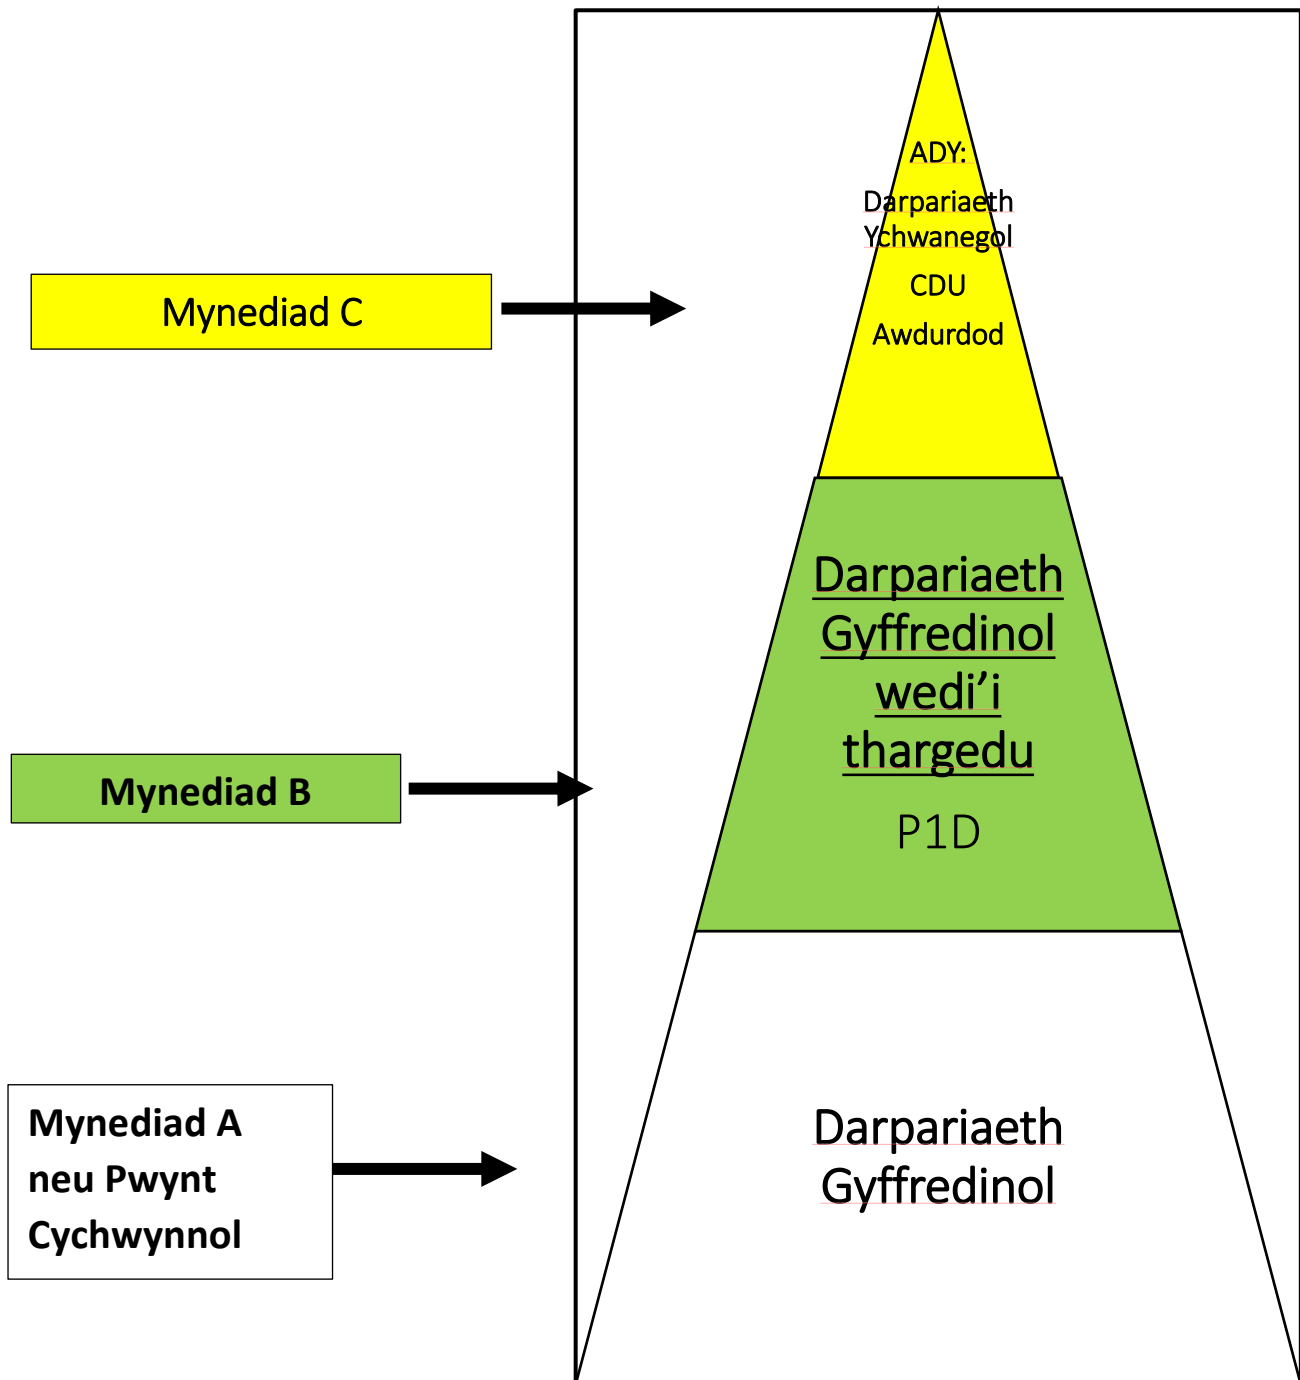 ADY:
Darpariaeth
Ychwanegol
CDU
Awdurdod
Mynediad C
Darpariaeth
Gyffredinol
wedi’i
thargedu
P1D
Mynediad B
Mynediad A
neu Pwynt
Cychwynnol
Darpariaeth
Gyffredinol